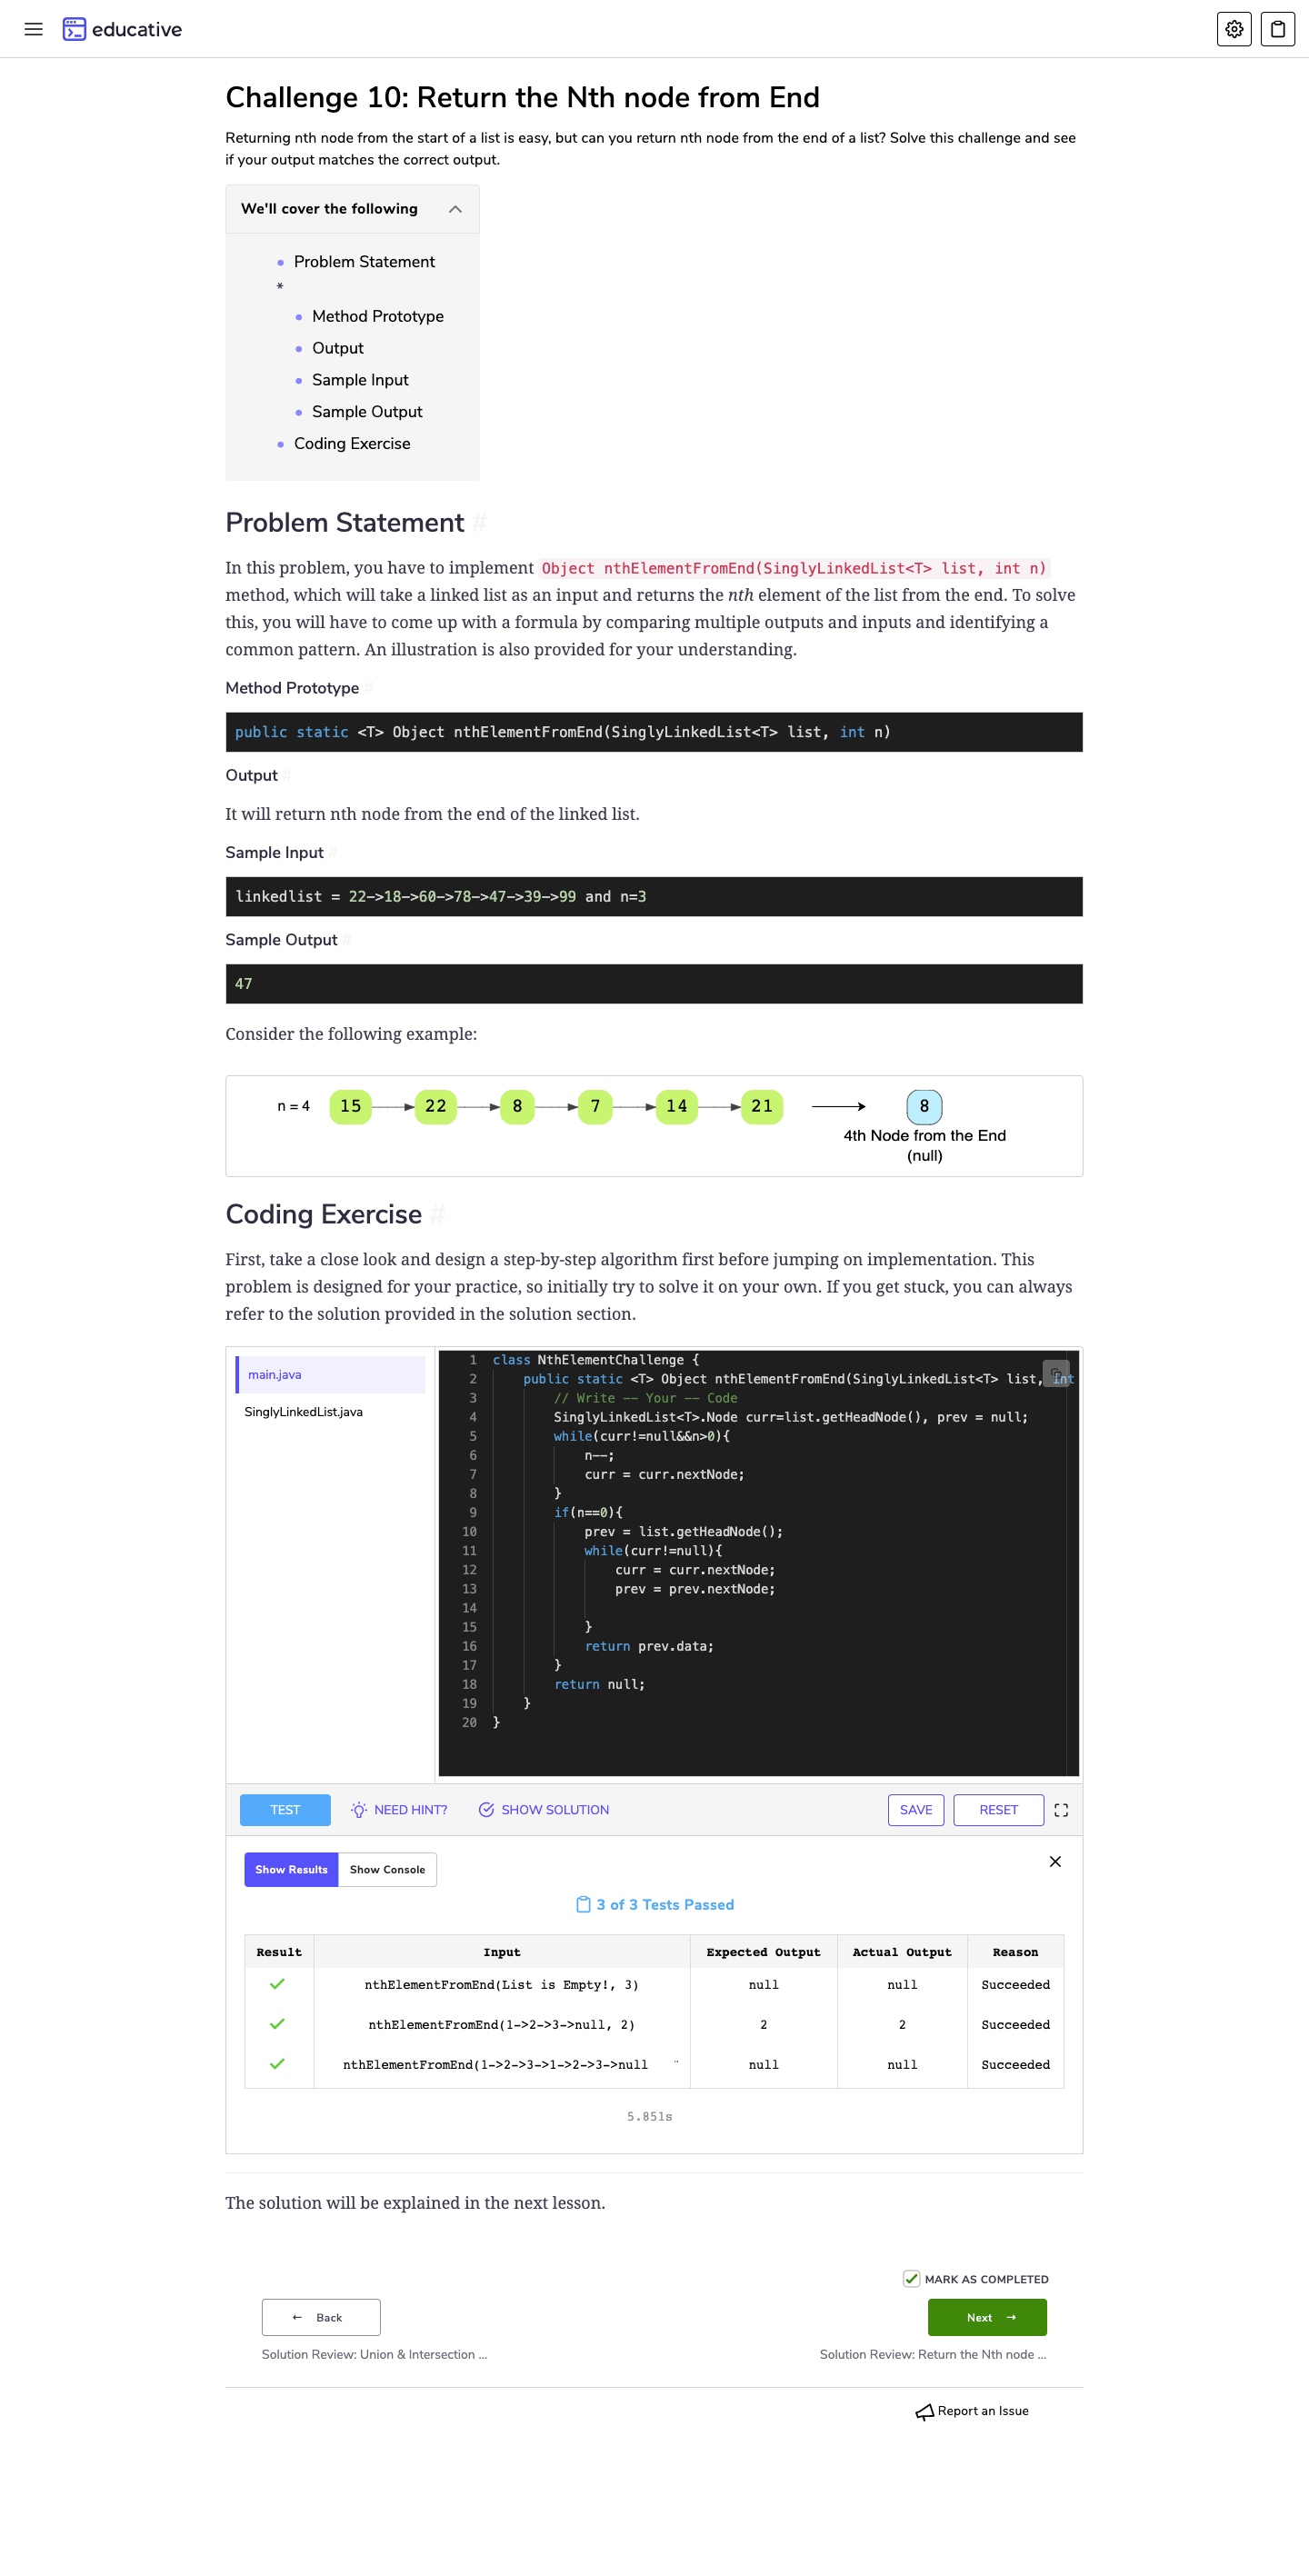 educative
Challenge 10: Return the Nth node from End
Returning nth node from the start of a list is easy, but can you return nth node from the end of a list? Solve this challenge and see
if your output matches the correct output.
We'll cover the following
Problem Statement
*
Method Prototype
Output
Sample Input
Sample Output
Coding Exercise
Problem Statement #
In this problem, you have to implement Object nthElementFromEnd(SinglyLinkedList<T> list, int n)
method, which will take a linked list as an input and returns the nth element of the list from the end. To solve
this, you will have to come up with a formula by comparing multiple outputs and inputs and identifying a
common pattern. An illustration is also provided for your understanding.
Method Prototype #
public static <T> Object nthElementFromEnd(SinglyLinkedList<T> list, int n)
Output #
It will return nth node from the end of the linked list.
Sample Input #
linkedlist = 22->18->60->78->47->39->99 and n=3
Sample Output #
47
Consider the following example:
n = 4 15 22 8 7 14 21 8
4th Node from the End
(null)
Coding Exercise #
First, take a close look and design a step-by-step algorithm first before jumping on implementation. This
problem is designed for your practice, so initially try to solve it on your own. If you get stuck, you can always
refer to the solution provided in the solution section.
main.java
SinglyLinkedList.java
1 class NthElementChallenge {
2 public static <T> Object nthElementFromEnd(SinglyLinkedList<T> list, int
3 // Write -- Your -- Code
4 SinglyLinkedList<T>.Node curr=list.getHeadNode(), prev = null;
5 while(curr!=null&&n>0){
6 n--;
7 curr = curr.nextNode;
8 }
9 if(n==0){
10 prev = list.getHeadNode();
11 while(curr!=null){
12 curr = curr.nextNode;
13 prev = prev.nextNode;
14
15 }
16 return prev.data;
17 }
18 return null;
19 }
20 }
TEST NEED HINT? SHOW SOLUTION SAVE RESET
Show Results Show Console
3 of 3 Tests Passed
Result Input Expected Output Actual Output Reason
nthElementFromEnd(List is Empty!, 3) null null Succeeded
nthElementFromEnd(1->2->3->null, 2) 2 2 Succeeded
nthElementFromEnd(1->2->3->1->2->3->null null null Succeeded
5.851s
The solution will be explained in the next lesson.
MARK AS COMPLETED
← Back Next →
Solution Review: Union & Intersection ... Solution Review: Return the Nth node ...
Report an Issue